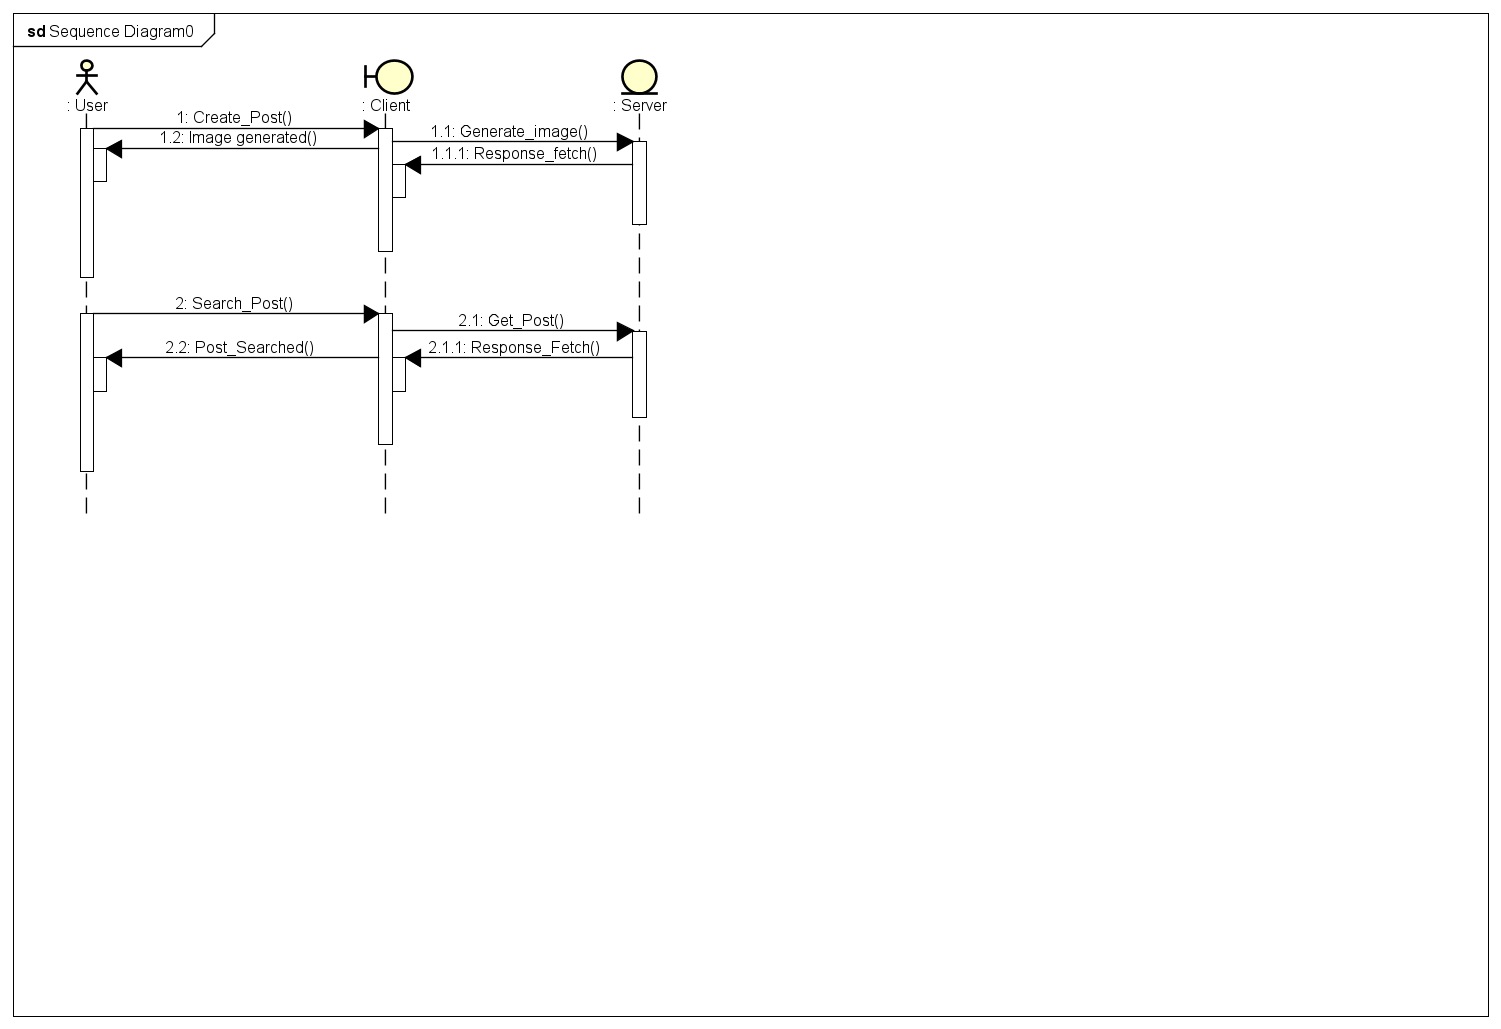 sd Sequence Diagram0
: User
: Client
: Server
1: Create_Post()
1.1: Generate_image()
1.2: Image generated()
1.1.1: Response_fetch()
2: Search_Post()
2.1: Get_Post()
2.2: Post_Searched()
2.1.1: Response_Fetch()